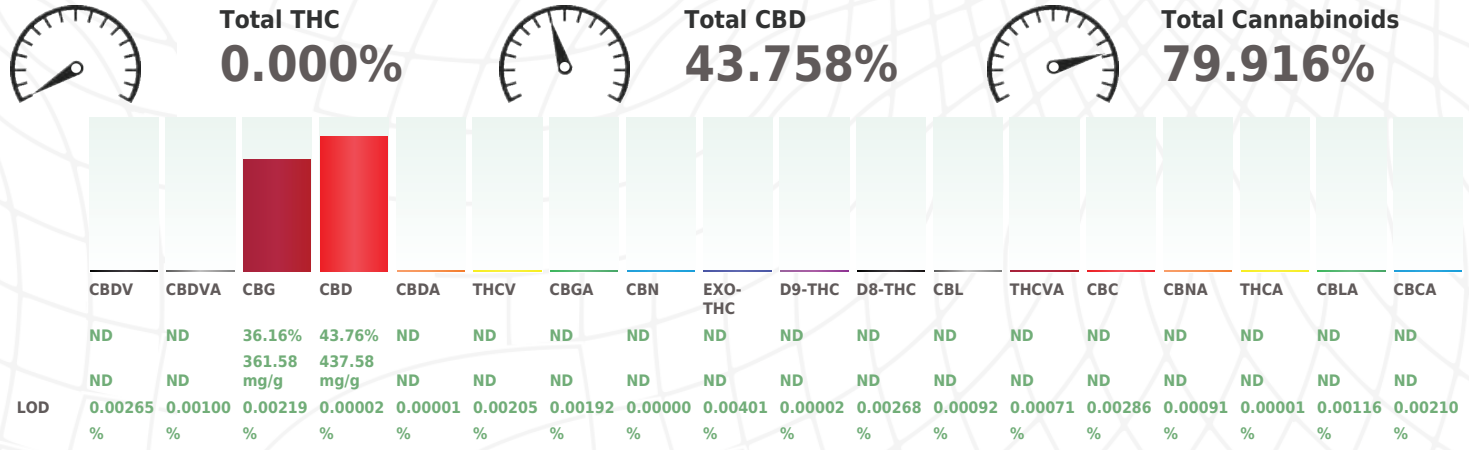 Total THC Total CBD Total Cannabinoids
0.000% 43.758% 79.916%
CBDV CBDVA CBG CBD CBDA THCV CBGA CBN EXO- D9-THC D8-THC CBL THCVA CBC CBNA THCA CBLA CBCA
THC
ND ND 36.16% 43.76% ND ND ND ND ND ND ND ND ND ND ND ND ND ND
361.58 437.58
ND ND mg/g mg/g ND ND ND ND ND ND ND ND ND ND ND ND ND ND
LOD 0.00265 0.00100 0.00219 0.00002 0.00001 0.00205 0.00192 0.00000 0.00401 0.00002 0.00268 0.00092 0.00071 0.00286 0.00091 0.00001 0.00116 0.00210
% % % % % % % % % % % % % % % % % %